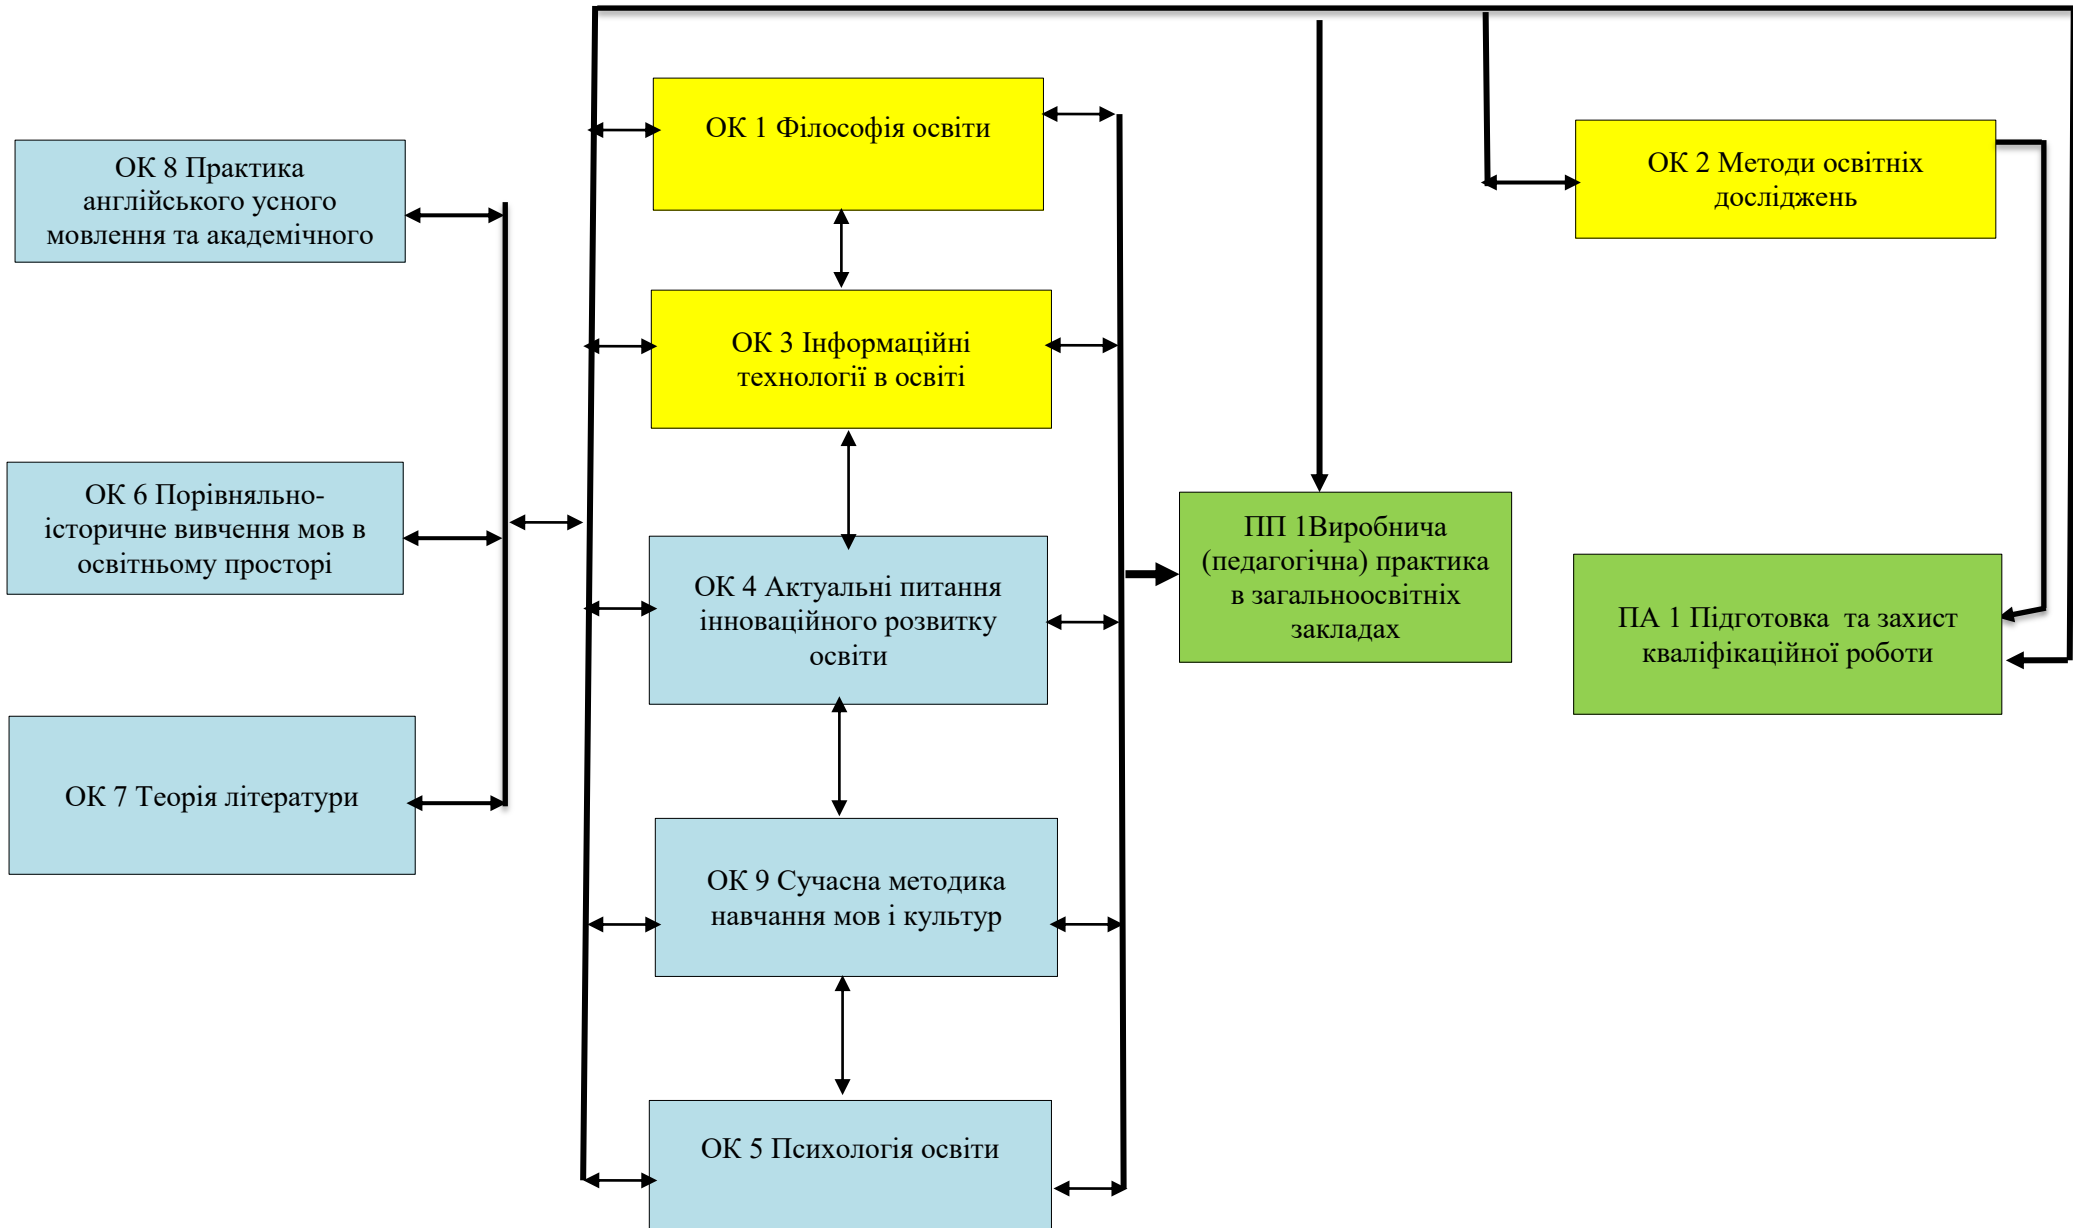 ОК 8 Практика
англійського усного
мовлення та академічного
ОК 6 Порівняльно-
історичне вивчення мов в
освітньому просторі
ОК 7 Теорія літератури
ОК 1 Філософія освіти
ОК 3 Інформаційні
технології в освіті
ОК 4 Актуальні питання
інноваційного розвитку
освіти
ОК 9 Сучасна методика
навчання мов і культур
ОК 5 Психологія освіти
ПП 1Виробнича
(педагогічна) практика
в загальноосвітніх
закладах
ОК 2 Методи освітніх
досліджень
ПА 1 Підготовка та захист
кваліфікаційної роботи